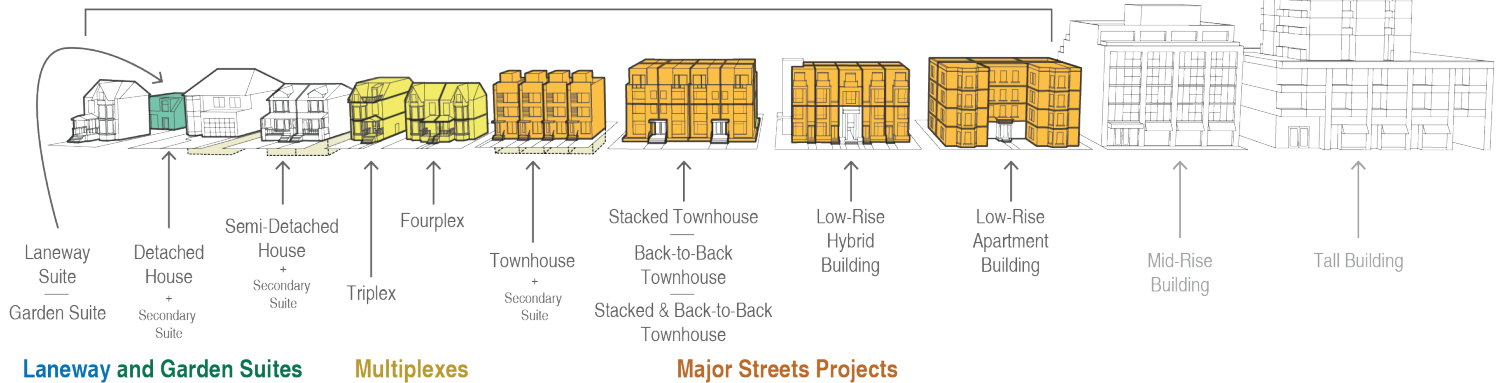 Laneway
Suite
Garden Suite
Detached
House
+
Secondary
Suite
Semi-Detached
House
+
Secondary
Suite
Triplex
Fourplex
Townhouse
+
Secondary
Suite
Stacked Townhouse
Back-to-Back
Townhouse
Stacked & Back-to-Back
Townhouse
Low-Rise
Hybrid
Building
Low-Rise
Apartment
Building
Mid-Rise
Building
Tall Building
Laneway and Garden Suites
Multiplexes
Major Streets Projects